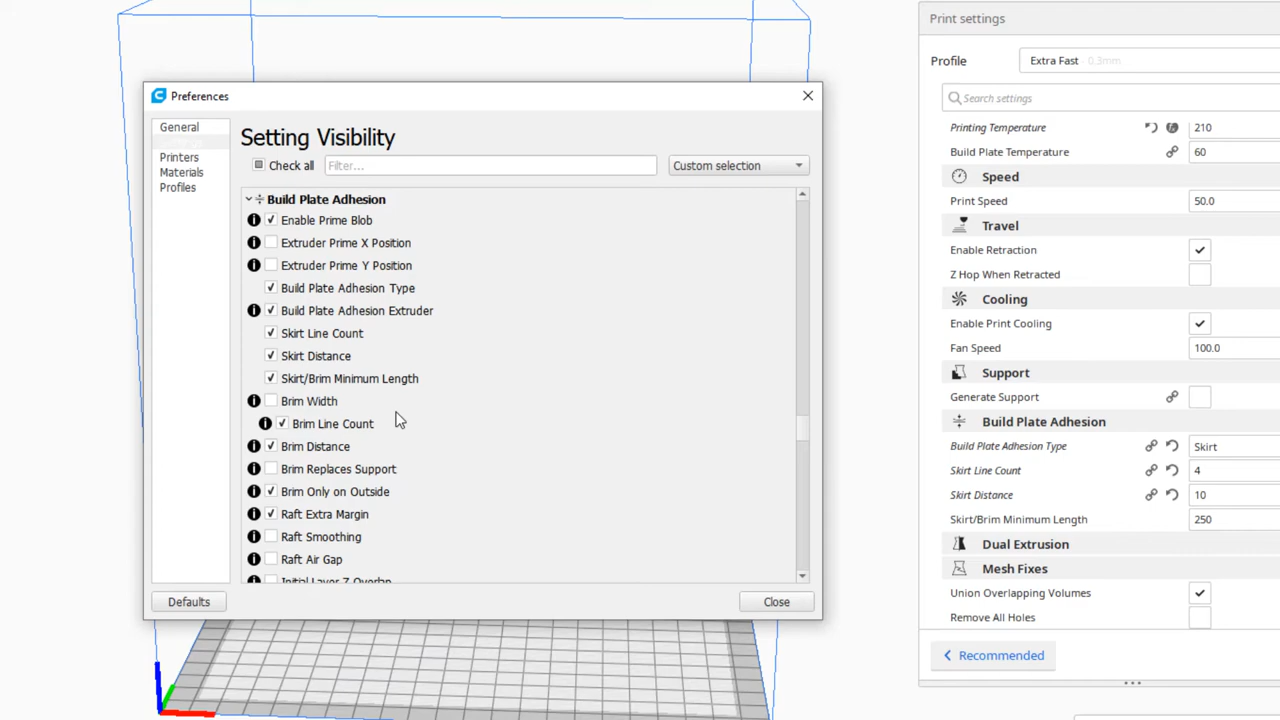 Print settings
Profile
Extra Fast 0.3mm
Search settings
Printing Temperature
210
Build Plate Temperature
60
Speed
Print Speed
50.0
Travel
Enable Retraction
Z Hop When Retracted
Cooling
Enable Print Cooling
Fan Speed
100.0
Support
Generate Support
Build Plate Adhesion
Build Plate Adhesion Type
Skirt
Skirt Line Count
4
Skirt Distance
10
Skirt/Brim Minimum Length
250
Dual Extrusion
Mesh Fixes
Union Overlapping Volumes
Remove All Holes
Recommended
Preferences
General
Printers
Materials
Profiles
Setting Visibility
Check all
Filter...
Custom selection
Build Plate Adhesion
Enable Prime Blob
Extruder Prime X Position
Extruder Prime Y Position
Build Plate Adhesion Type
Build Plate Adhesion Extruder
Skirt Line Count
Skirt Distance
Skirt/Brim Minimum Length
Brim Width
Brim Line Count
Brim Distance
Brim Replaces Support
Brim Only on Outside
Raft Extra Margin
Raft Smoothing
Raft Air Gap
Initial Layer Z Overlap
Defaults
Close